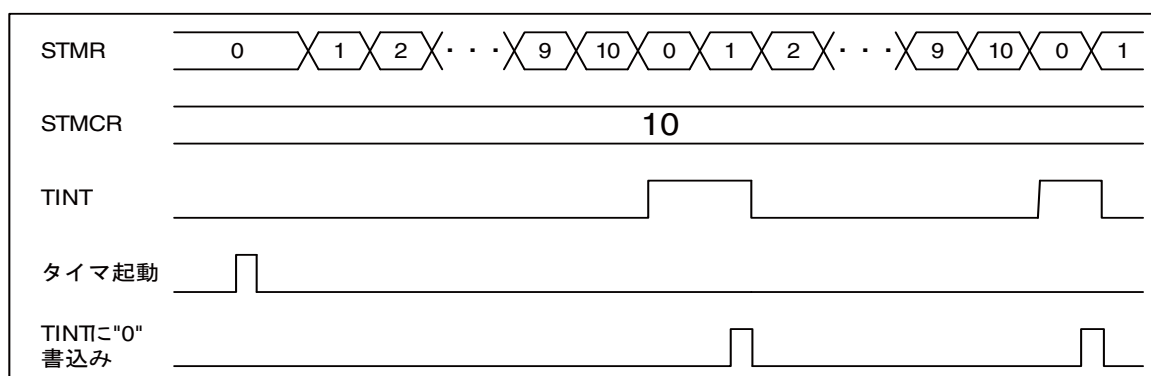 STMR 0 1 2 ・・・ 9 10 0 1 2 ・・・ 9 10 0 1
STMCR 10
TINT
タイマ起動
TINTに"0"
書込み